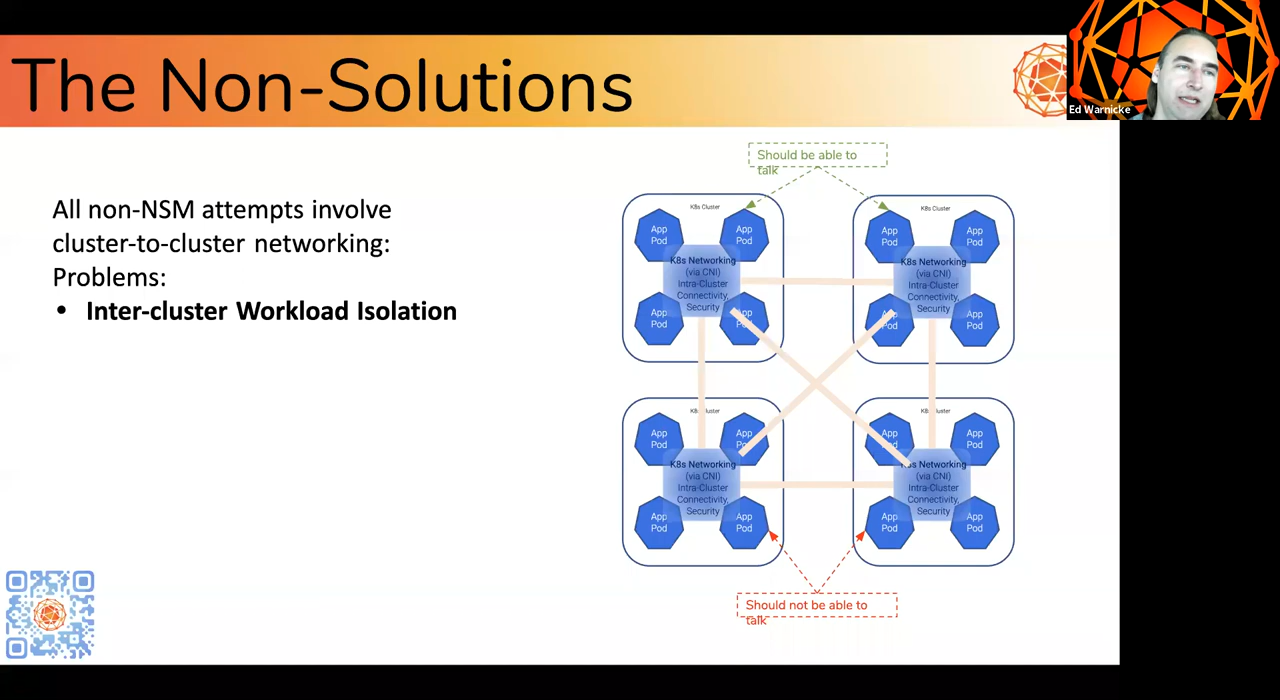 The Non-Solutions
Ed Warnicke
All non-NSM attempts involve
cluster-to-cluster networking:
Problems:
• Inter-cluster Workload Isolation
Should be able to
talk
K8s Cluster
App
Pod
App
Pod
K8s Networking
(via CNI)
Intra-Cluster
Connectivity,
Security
App
Pod
App
Pod
K8s Cluster
App
Pod
App
Pod
K8s Networking
(via CNI)
Intra-Cluster
Connectivity,
Security
App
Pod
App
Pod
K8s Cluster
App
Pod
App
Pod
K8s Networking
(via CNI)
Intra-Cluster
Connectivity,
Security
App
Pod
App
Pod
K8s Cluster
App
Pod
App
Pod
K8s Networking
(via CNI)
Intra-Cluster
Connectivity,
Security
App
Pod
App
Pod
Should not be able to
talk